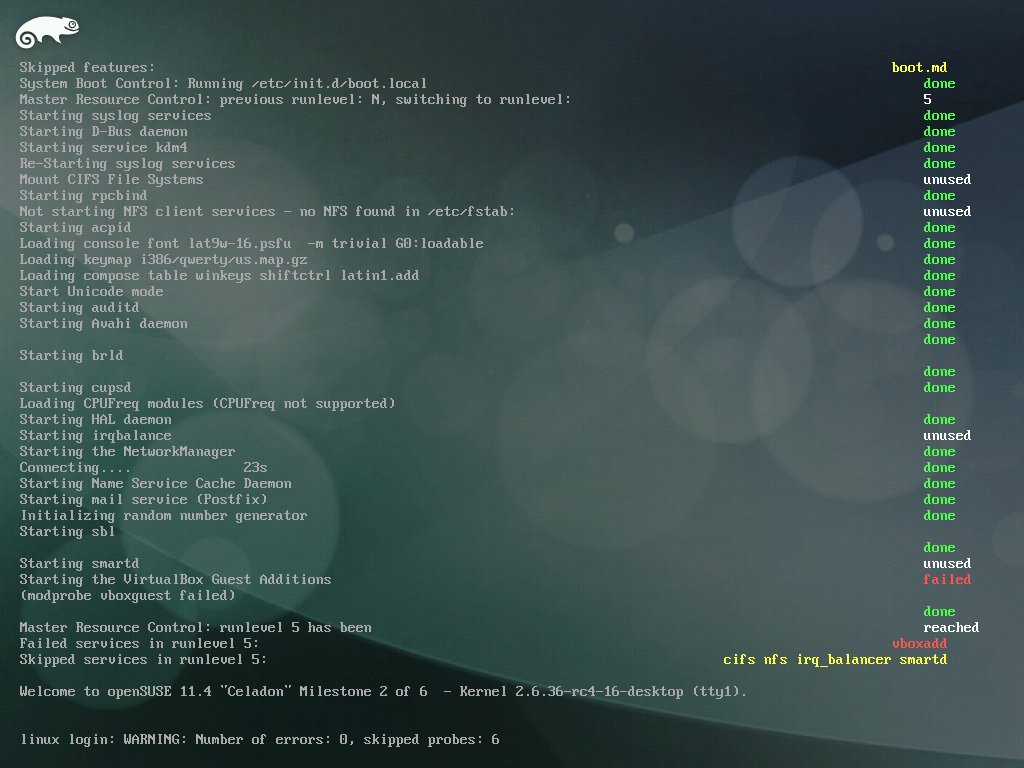 Skipped features: boot.md
System Boot Control: Running /etc/init.d/boot.local done
Master Resource Control: previous runlevel: N, switching to runlevel: 5
Starting syslog services done
Starting D-Bus daemon done
Starting service kdm4 done
Re-Starting syslog services done
Mount CIFS File Systems unused
Starting rpcbind done
Not starting NFS client services - no NFS found in /etc/fstab: unused
Starting acpid done
Loading console font lat9w-16.psfu -m trivial G0:loadable done
Loading keymap i386/qwerty/us.map.gz done
Loading compose table winkeys shiftctrl latin1.add done
Start Unicode mode done
Starting auditd done
Starting Avahi daemon done
done
Starting brld
done
Starting cupsd done
Loading CPUFreq modules (CPUFreq not supported)
Starting HAL daemon done
Starting irqbalance unused
Starting the NetworkManager done
Connecting.... 23s done
Starting Name Service Cache Daemon done
Starting mail service (Postfix) done
Initializing random number generator done
Starting sbl
done
Starting smartd unused
Starting the VirtualBox Guest Additions failed
(modprobe vboxguest failed)
done
Master Resource Control: runlevel 5 has been reached
Failed services in runlevel 5: vboxadd
Skipped services in runlevel 5: cifs nfs irq_balancer smartd
Welcome to openSUSE 11.4 "Celadon" Milestone 2 of 6 - Kernel 2.6.36-rc4-16-desktop (tty1).
linux login: WARNING: Number of errors: 0, skipped probes: 6